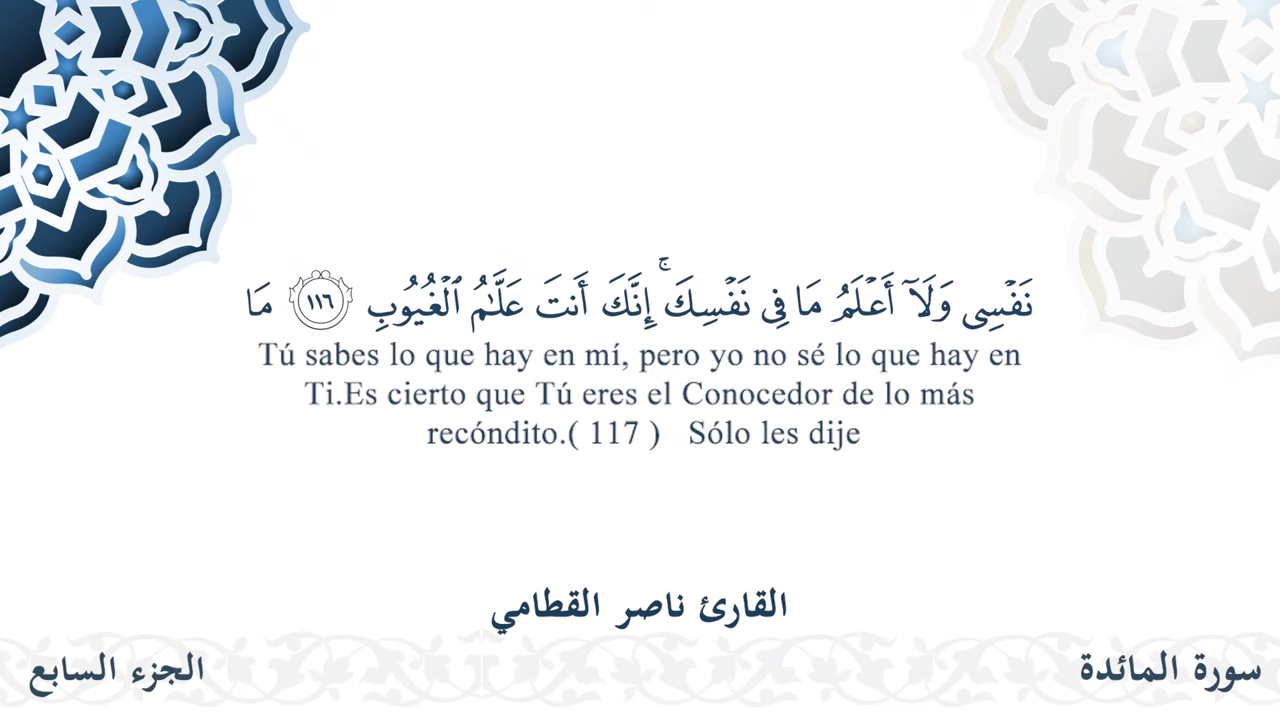 نَفْسِى وَلَآ أَعْلَمُ مَا فِى نَفْسِكَ ۚ إِنَّكَ أَنتَ عَلَّـٰمُ ٱلْغُيُوبِ ١١٦ مَا
Tú sabes lo que hay en mí, pero yo no sé lo que hay en
Ti.Es cierto que Tú eres el Conocedor de lo más
recóndito.( 117 ) Sólo les dije
القارئ ناصر القطامي
سورة المائدة
الجزء السابع